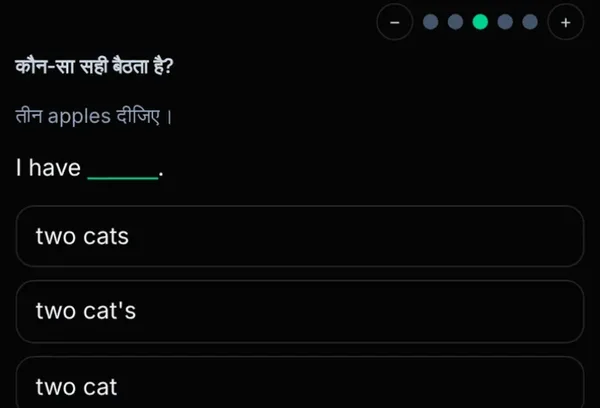 − +
कौन-सा सही बैठता है?
तीन apples दीजिए।
I have ______.
two cats
two cat's
two cat